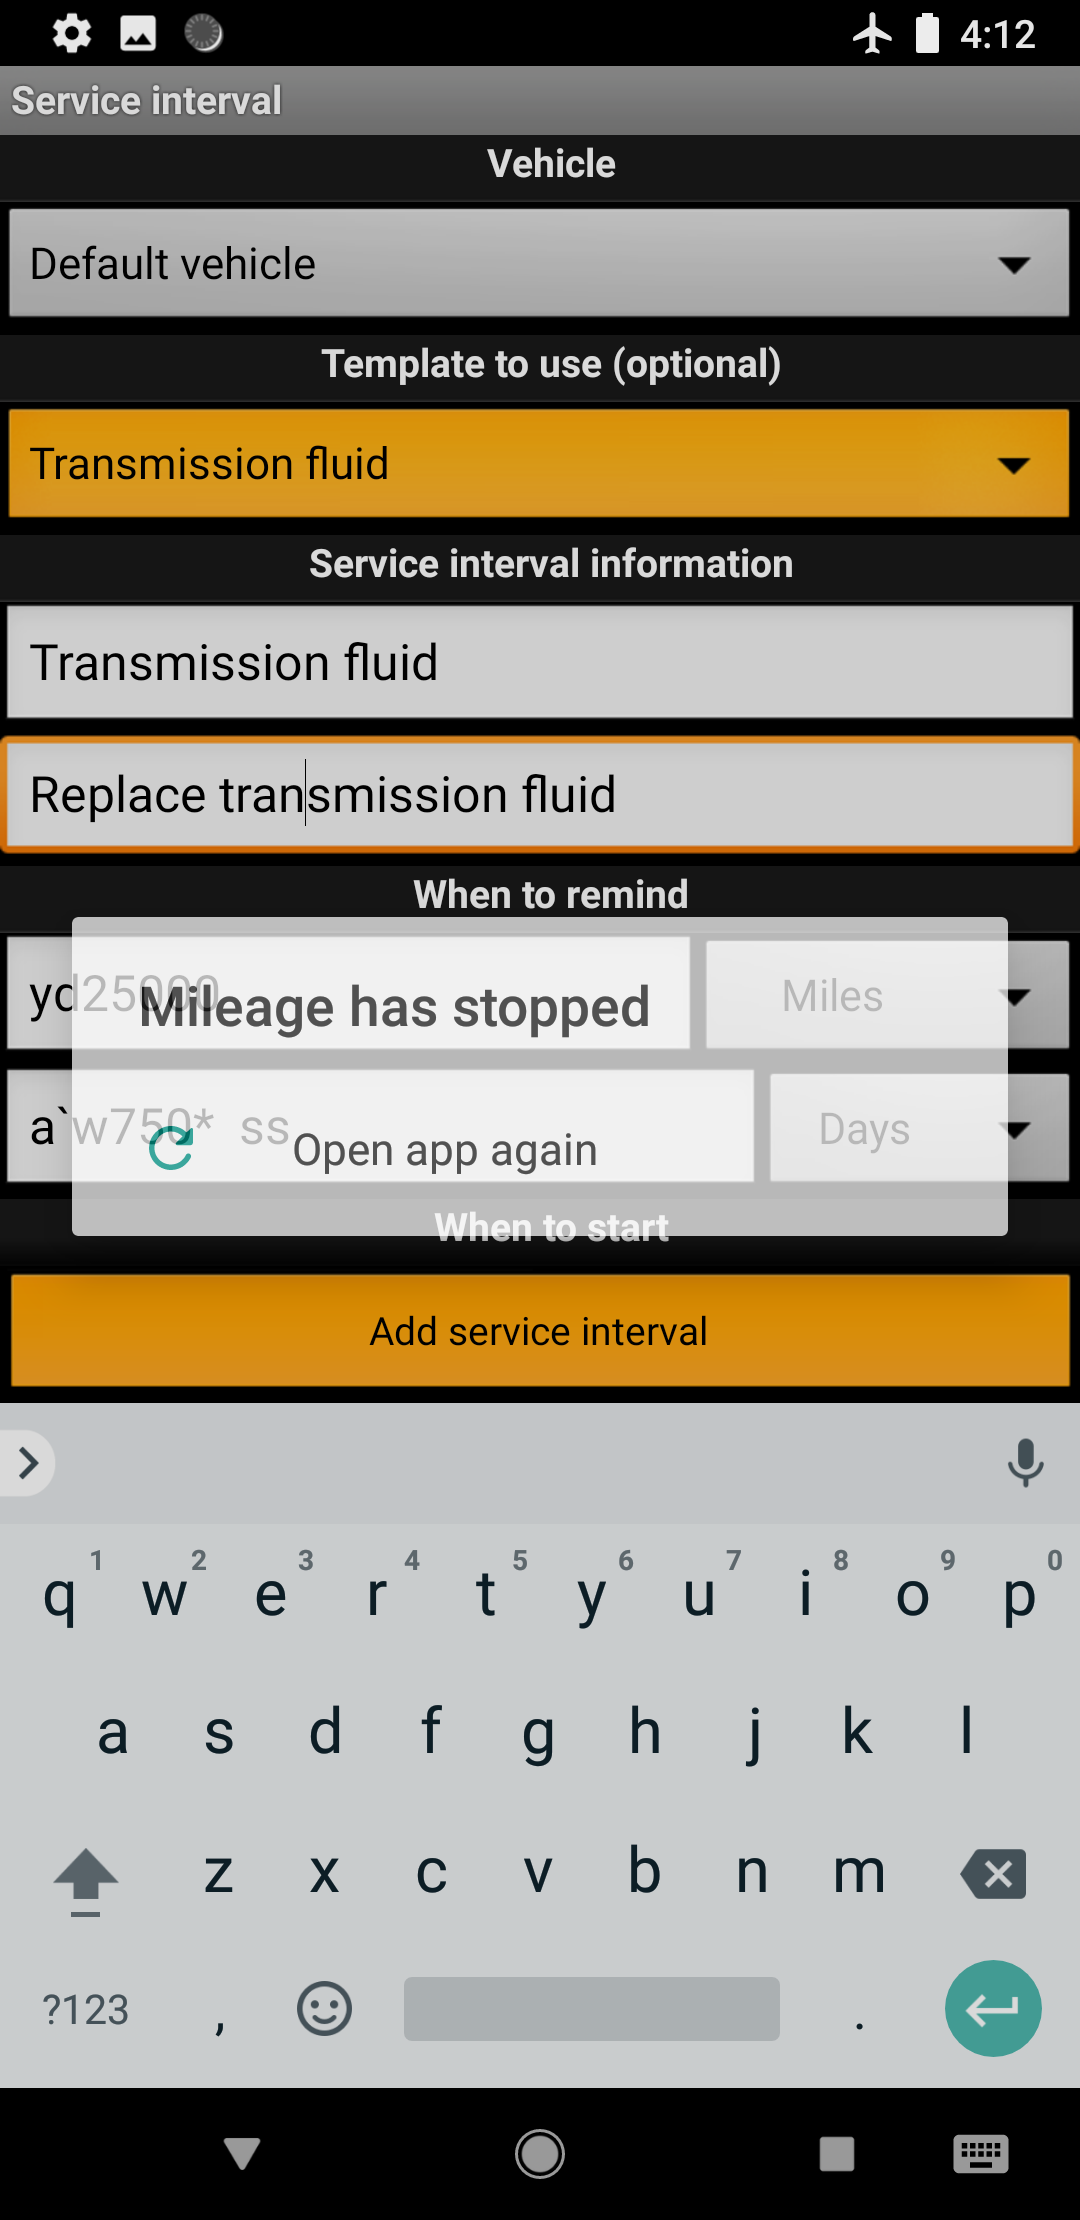 4:12
Service interval
Vehicle
Default vehicle
Template to use (optional)
Transmission fluid
Service interval information
Transmission fluid
Replace transmission fluid
When to remind
yd25000
Miles
Mileage has stopped
a`w750* ss
Days
Open app again
When to start
Add service interval
1 2 3 4 5 6 7 8 9 0
q w e r t y u i o p
a s d f g h j k l
z x c v b n m
?123 , .